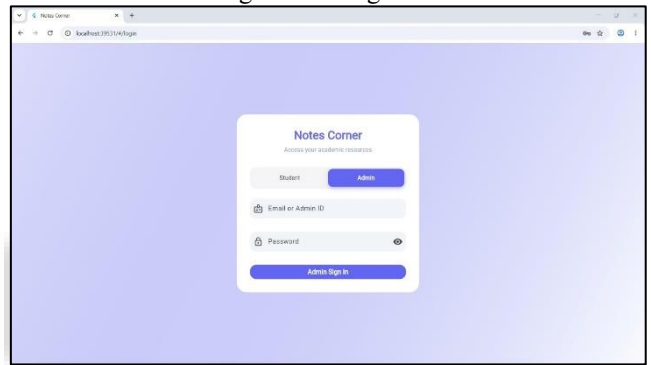 Notes Corner
localhost:39531/#/login
Notes Corner
Access your academic resources.
Student
Admin
Email or Admin ID
Password
Admin Sign In